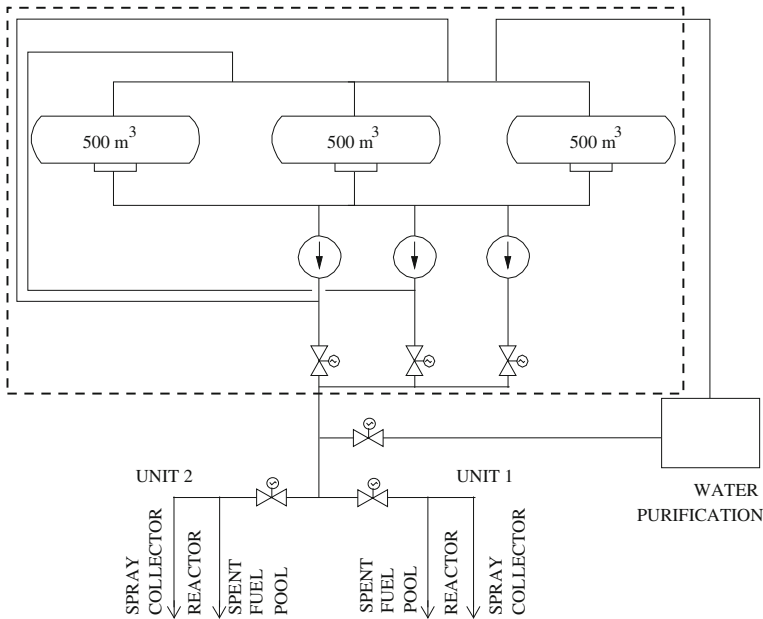 500 m³
500 m³
500 m³
UNIT 2
UNIT 1
WATER
PURIFICATION
SPRAY
COLLECTOR
REACTOR
SPENT
FUEL
POOL
SPENT
FUEL
POOL
REACTOR
SPRAY
COLLECTOR